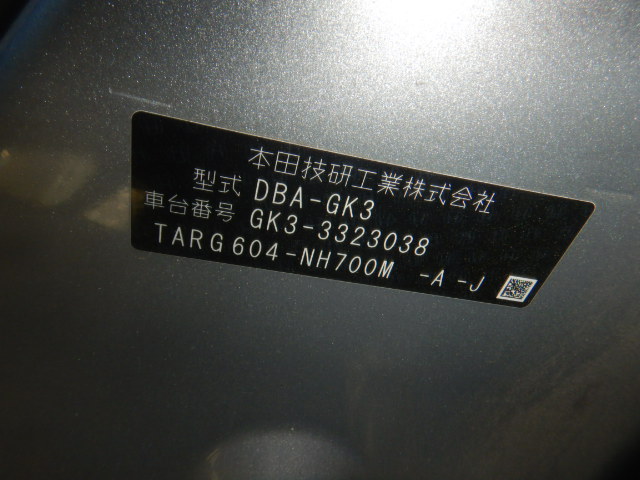 本田技研工業株式会社
型式 DBA-GK3
車台番号 GK3-3323038
TARG604-NH700M -A -J